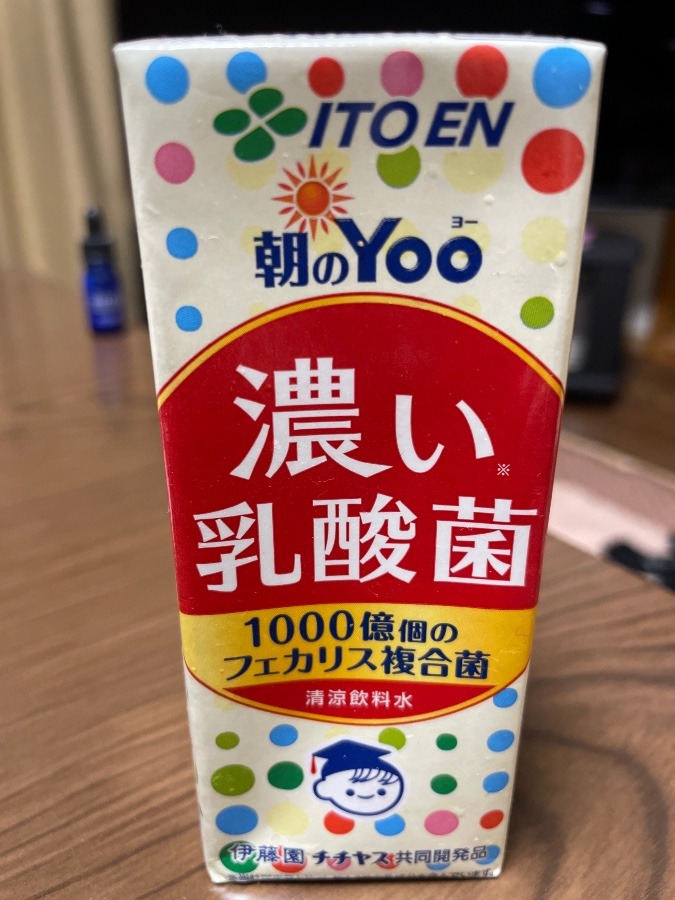 ITO EN
ヨー
朝のYoo
濃い※
乳酸菌
1000億個の
フェカリス複合菌
清涼飲料水
伊藤園 チチヤス 共同開発品